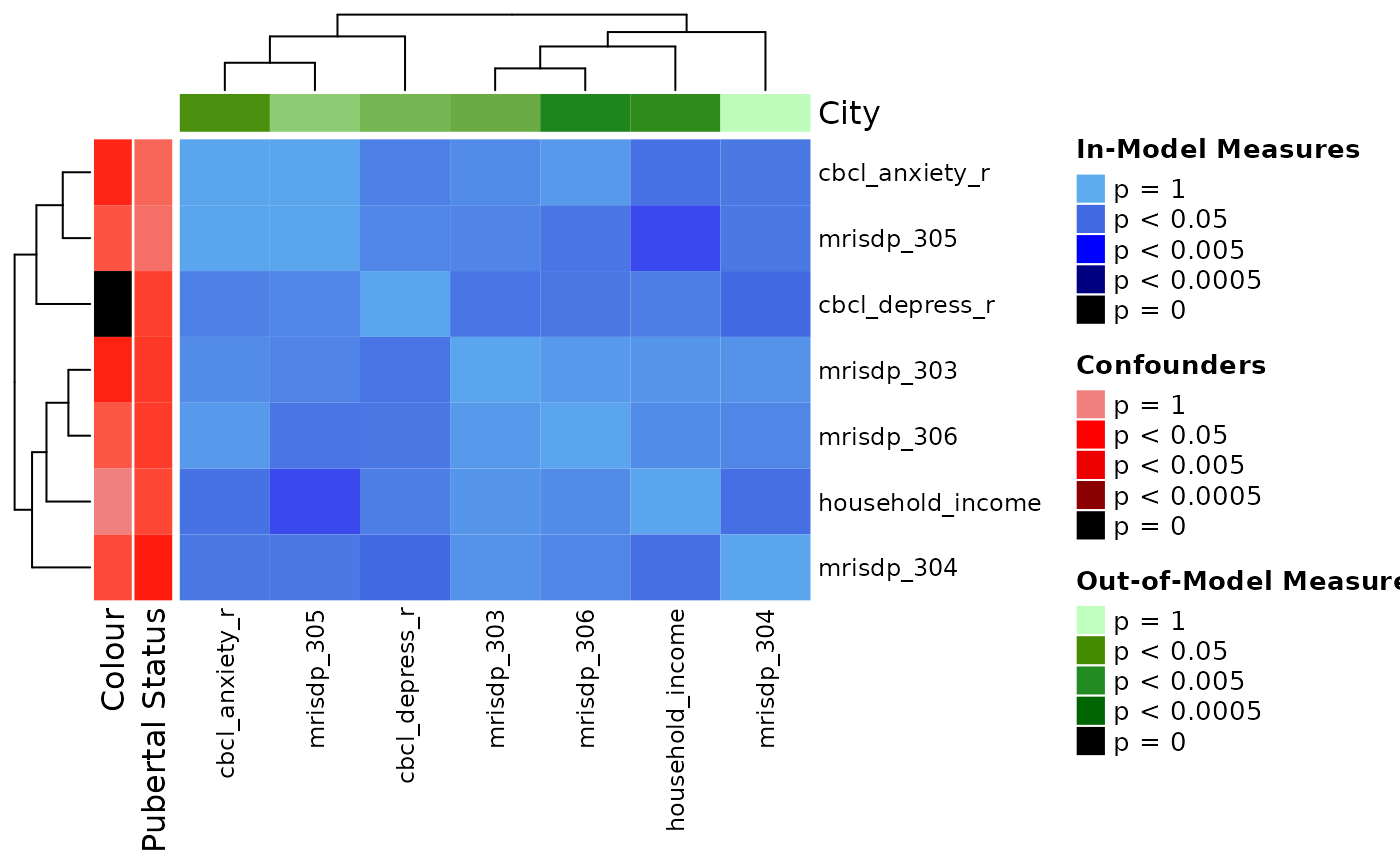 City
cbcl_anxiety_r
mrisdp_305
cbcl_depress_r
mrisdp_303
mrisdp_306
household_income
mrisdp_304
Colour
Pubertal Status
cbcl_anxiety_r
mrisdp_305
cbcl_depress_r
mrisdp_303
mrisdp_306
household_income
mrisdp_304
In-Model Measures
p = 1
p < 0.05
p < 0.005
p < 0.0005
p = 0
Confounders
p = 1
p < 0.05
p < 0.005
p < 0.0005
p = 0
Out-of-Model Measure
p = 1
p < 0.05
p < 0.005
p < 0.0005
p = 0